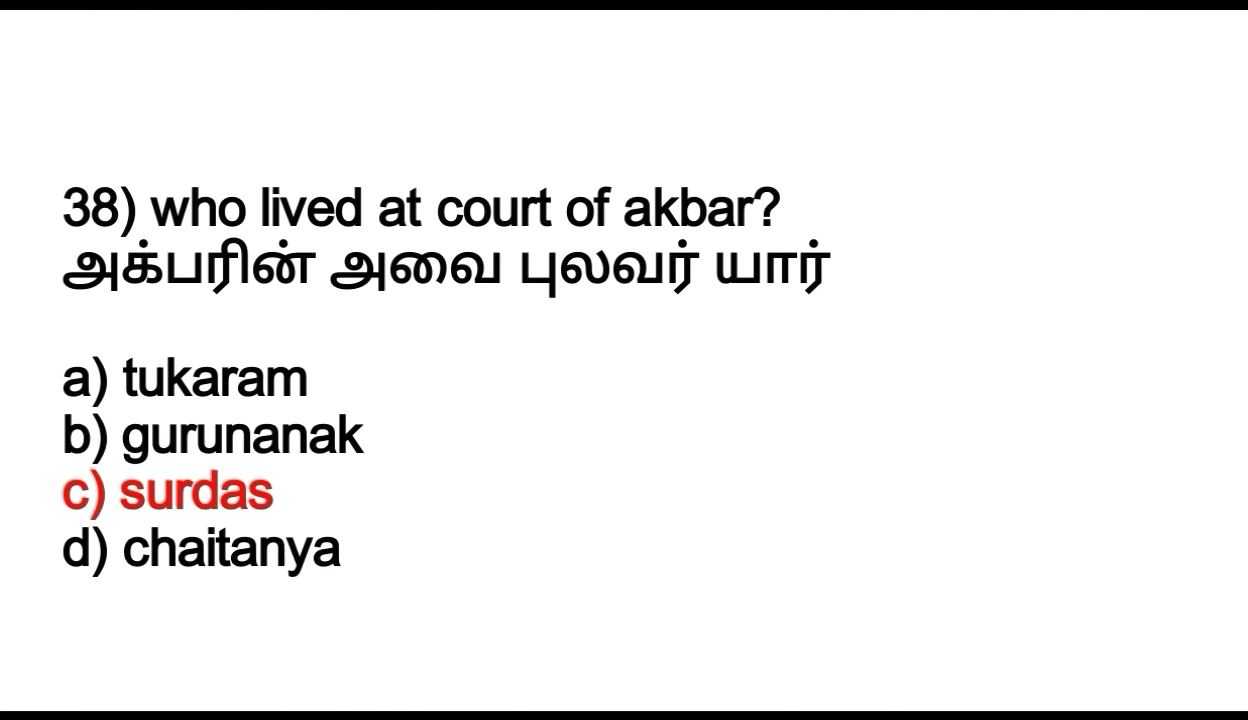 38) who lived at court of akbar?
அக்பரின் அவை புலவர் யார்
a) tukaram
b) gurunanak
c) surdas
d) chaitanya